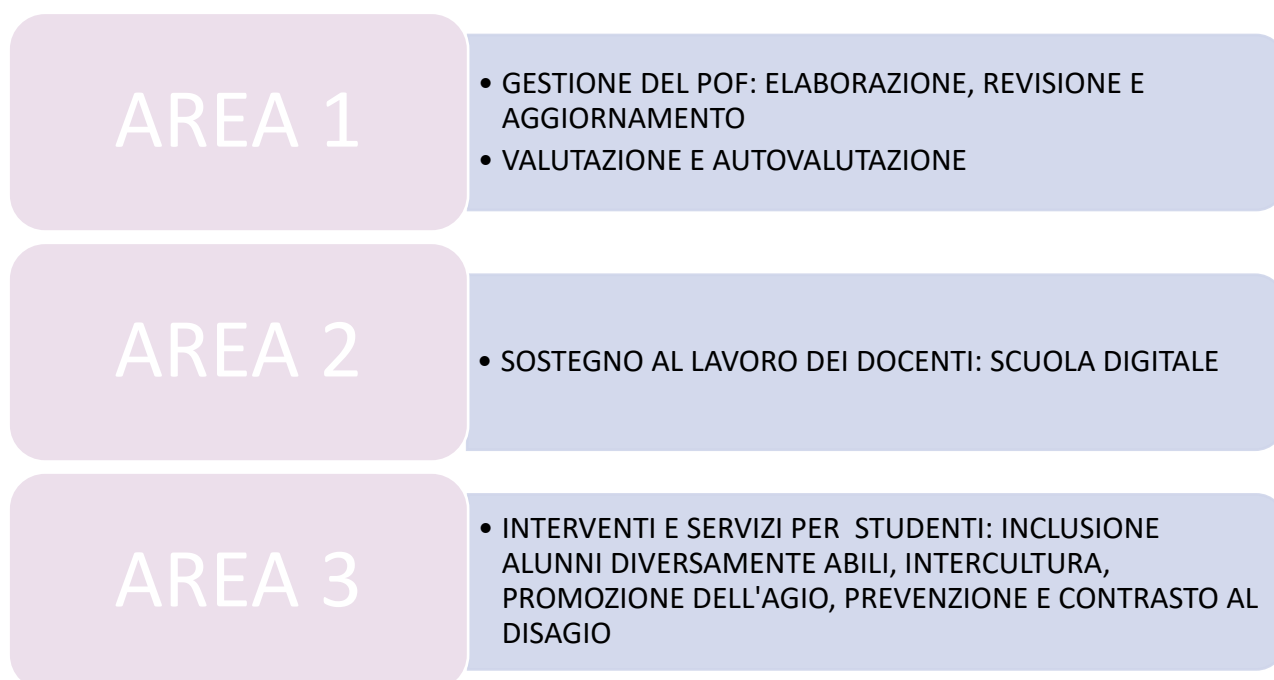 AREA 1
• GESTIONE DEL POF: ELABORAZIONE, REVISIONE E
AGGIORNAMENTO
• VALUTAZIONE E AUTOVALUTAZIONE
AREA 2
• SOSTEGNO AL LAVORO DEI DOCENTI: SCUOLA DIGITALE
AREA 3
• INTERVENTI E SERVIZI PER  STUDENTI: INCLUSIONE
ALUNNI DIVERSAMENTE ABILI, INTERCULTURA,
PROMOZIONE DELL'AGIO, PREVENZIONE E CONTRASTO AL
DISAGIO